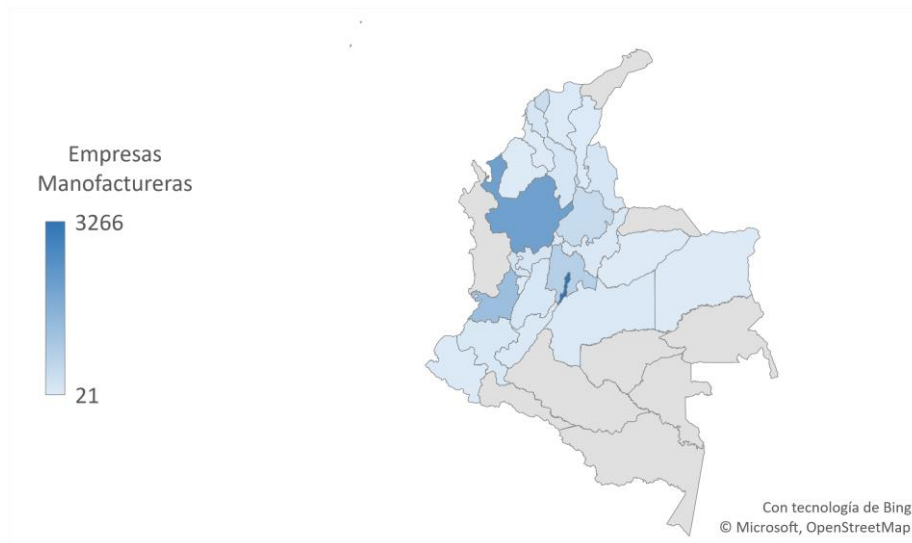 Empresas
Manofactureras
3266
21
Con tecnología de Bing
© Microsoft, OpenStreetMap